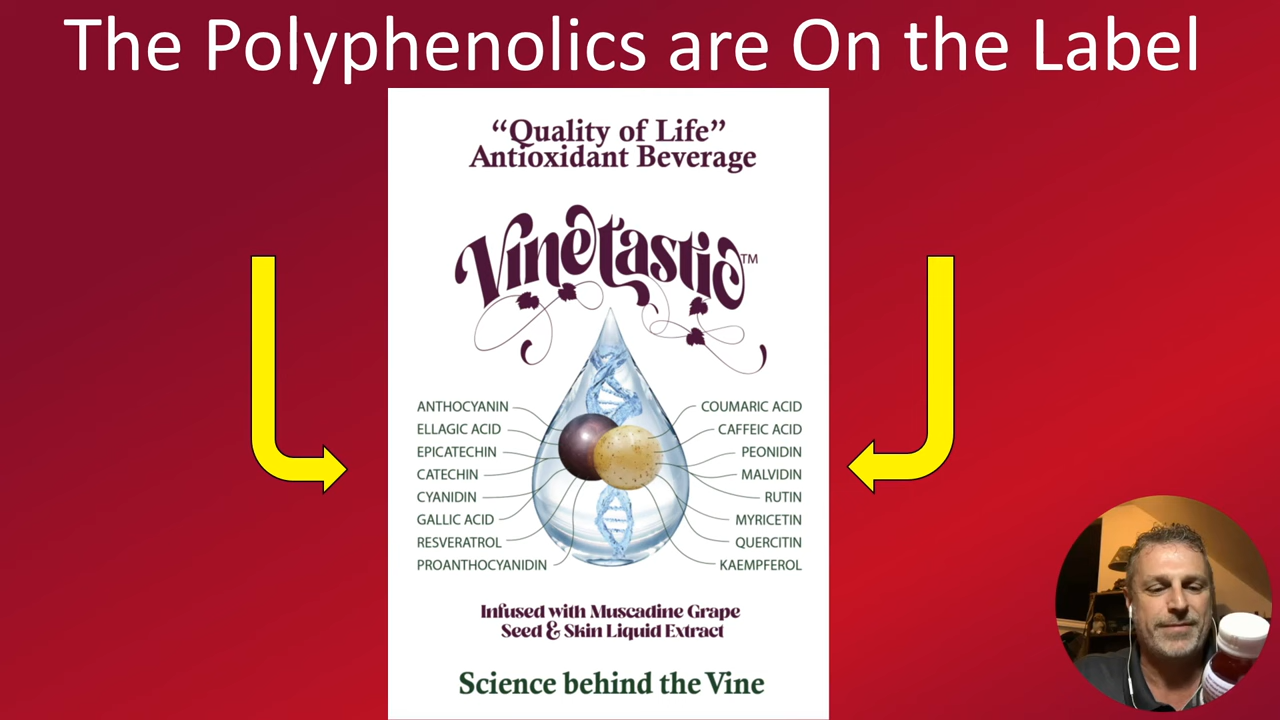 The Polyphenolics are On the Label
“Quality of Life”
Antioxidant Beverage
Vinetastic™
ANTHOCYANIN
ELLAGIC ACID
EPICATECHIN
CATECHIN
CYANIDIN
GALLIC ACID
RESVERATROL
PROANTHOCYANIDIN
COUMARIC ACID
CAFFEIC ACID
PEONIDIN
MALVIDIN
RUTIN
MYRICETIN
QUERCITIN
KAEMPFEROL
Infused with Muscadine Grape
Seed & Skin Liquid Extract
Science behind the Vine